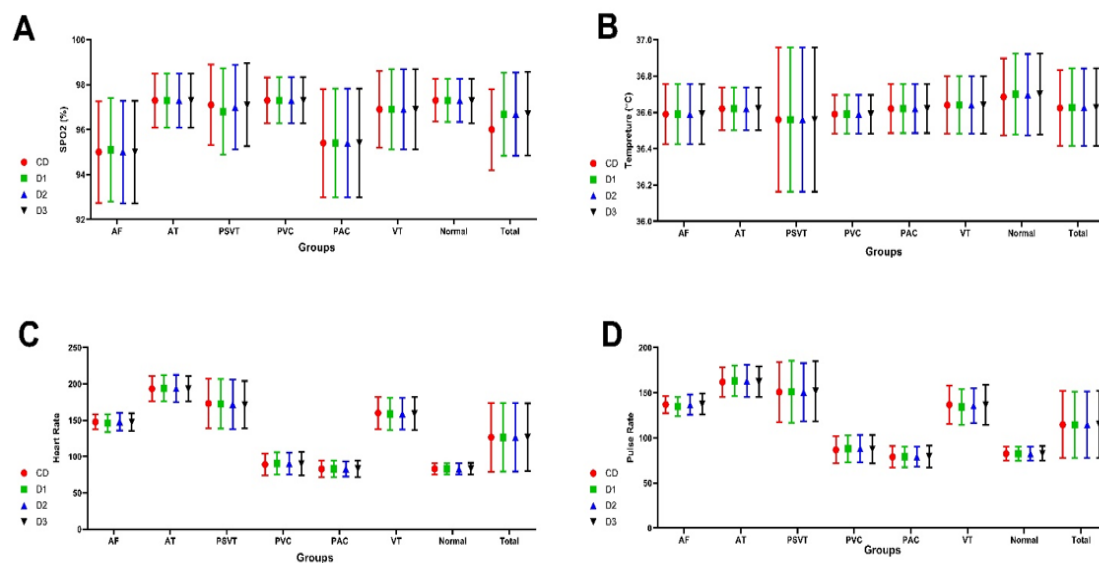 A
SPO2 (%)
100
98
96
94
92
CD
D1
D2
D3
AF AT PSVT PVC PAC VT Normal Total
Groups
B
Tempreture (°C)
37.0
36.8
36.6
36.4
36.2
36.0
CD
D1
D2
D3
AF AT PSVT PVC PAC VT Normal Total
Groups
C
Heart Rate
250
200
150
100
50
0
CD
D1
D2
D3
AF AT PSVT PVC PAC VT Normal Total
Groups
D
Pulse Rate
200
150
100
50
0
CD
D1
D2
D3
AF AT PSVT PVC PAC VT Normal Total
Groups